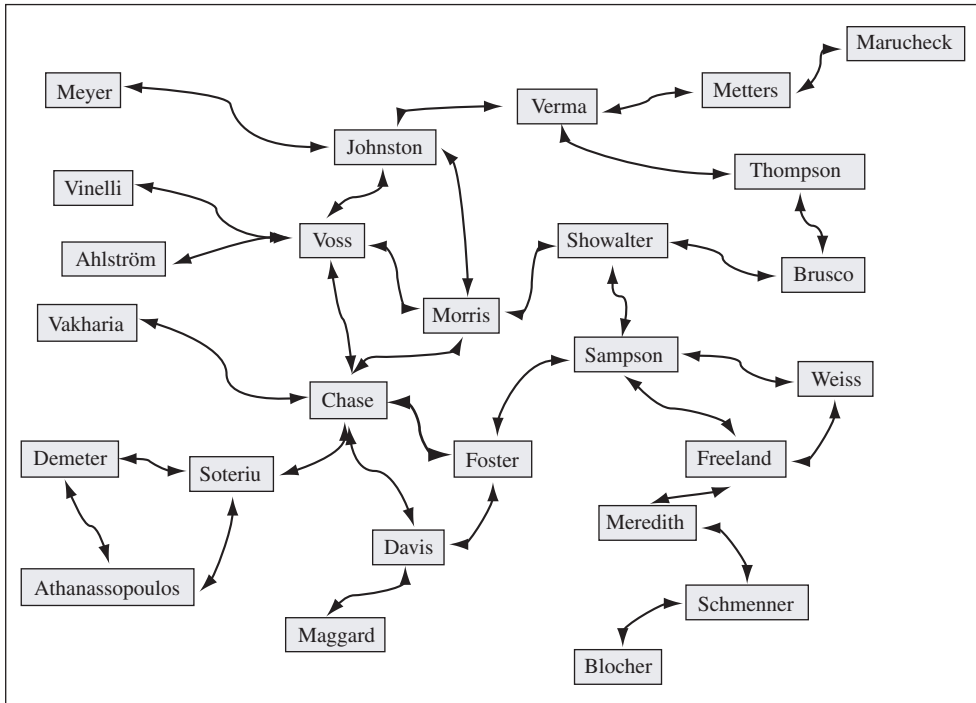 Marucheck
Meyer
Metters
Verma
Johnston
Thompson
Vinelli
Voss
Showalter
Ahlström
Brusco
Vakharia
Morris
Sampson
Weiss
Chase
Demeter
Foster
Freeland
Soteriu
Meredith
Davis
Athanassopoulos
Schmenner
Maggard
Blocher